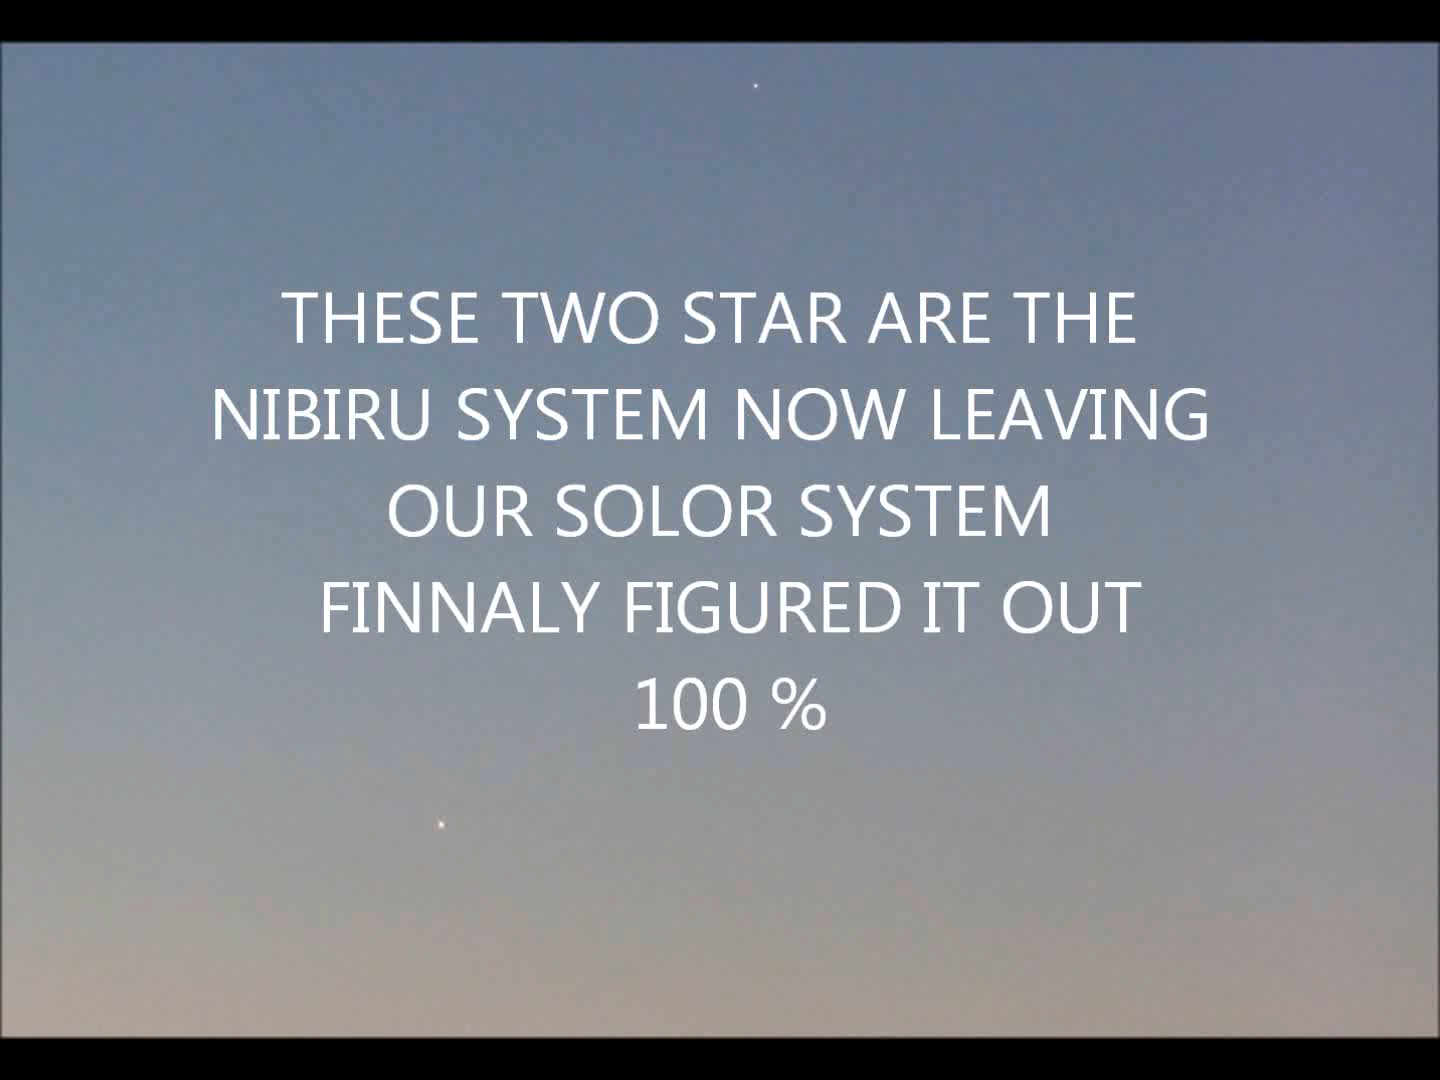 THESE TWO STAR ARE THE
NIBIRU SYSTEM NOW LEAVING
OUR SOLOR SYSTEM
FINNALY FIGURED IT OUT
100 %